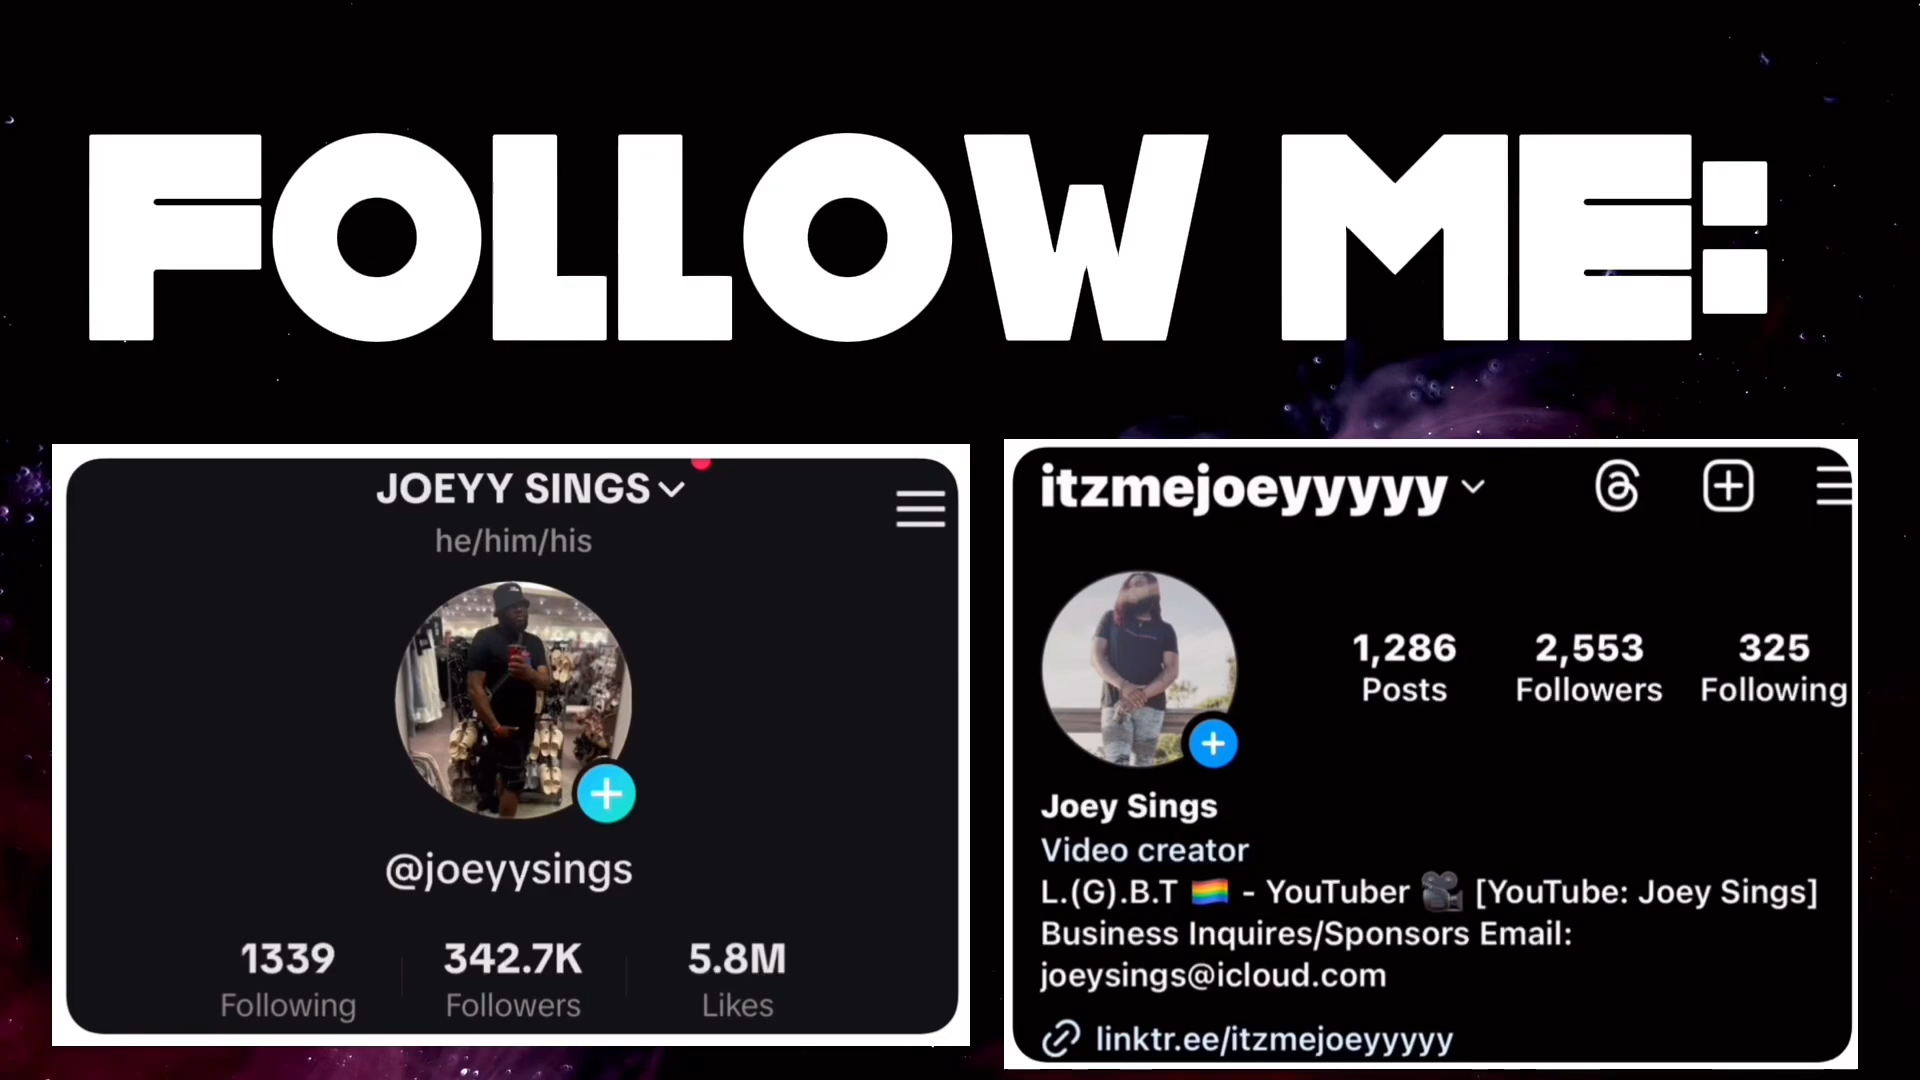 FOLLOW ME:
JOEYY SINGS
he/him/his
@joeyysings
1339 342.7K 5.8M
Following Followers Likes
itzmejoeyyyyy
1,286 2,553 325
Posts Followers Following
Joey Sings
Video creator
L.(G).B.T 🏳️‍🌈 - YouTuber 🎥 [YouTube: Joey Sings]
Business Inquires/Sponsors Email:
joeysings@icloud.com
linktr.ee/itzmejoeyyyyy